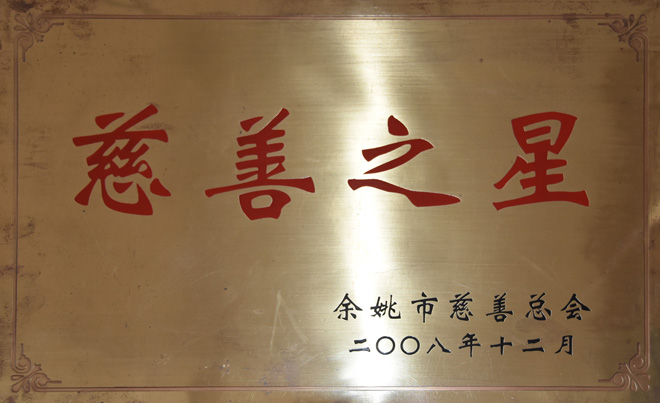 慈善之星
余姚市慈善总会
二〇〇八年十二月